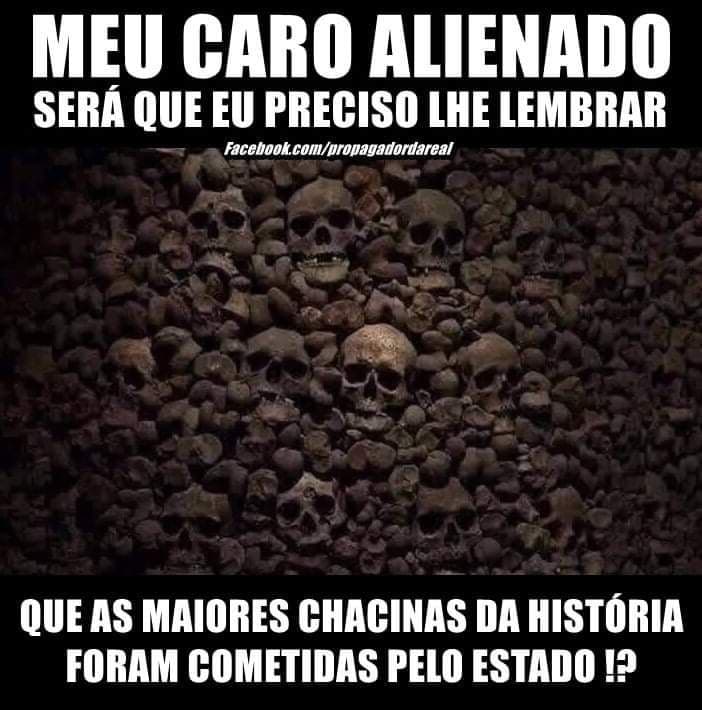 MEU CARO ALIENADO
SERÁ QUE EU PRECISO LHE LEMBRAR
Facebook.com/propagadordareal
QUE AS MAIORES CHACINAS DA HISTÓRIA
FORAM COMETIDAS PELO ESTADO !?